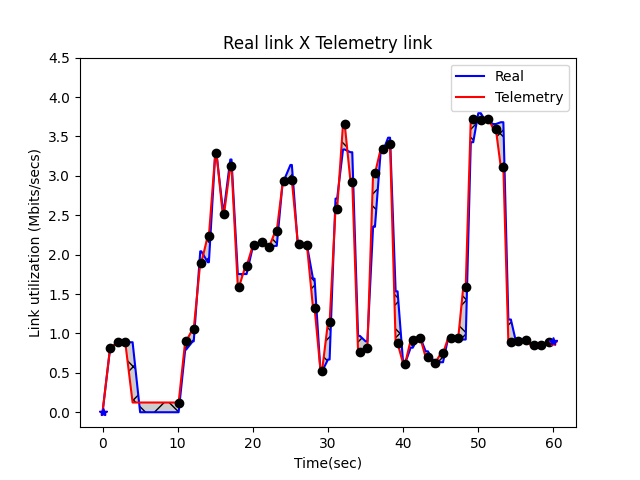 Real link X Telemetry link
Real
Telemetry
Link utilization (Mbits/secs)
4.5
4.0
3.5
3.0
2.5
2.0
1.5
1.0
0.5
0.0
0 10 20 30 40 50 60
Time(sec)